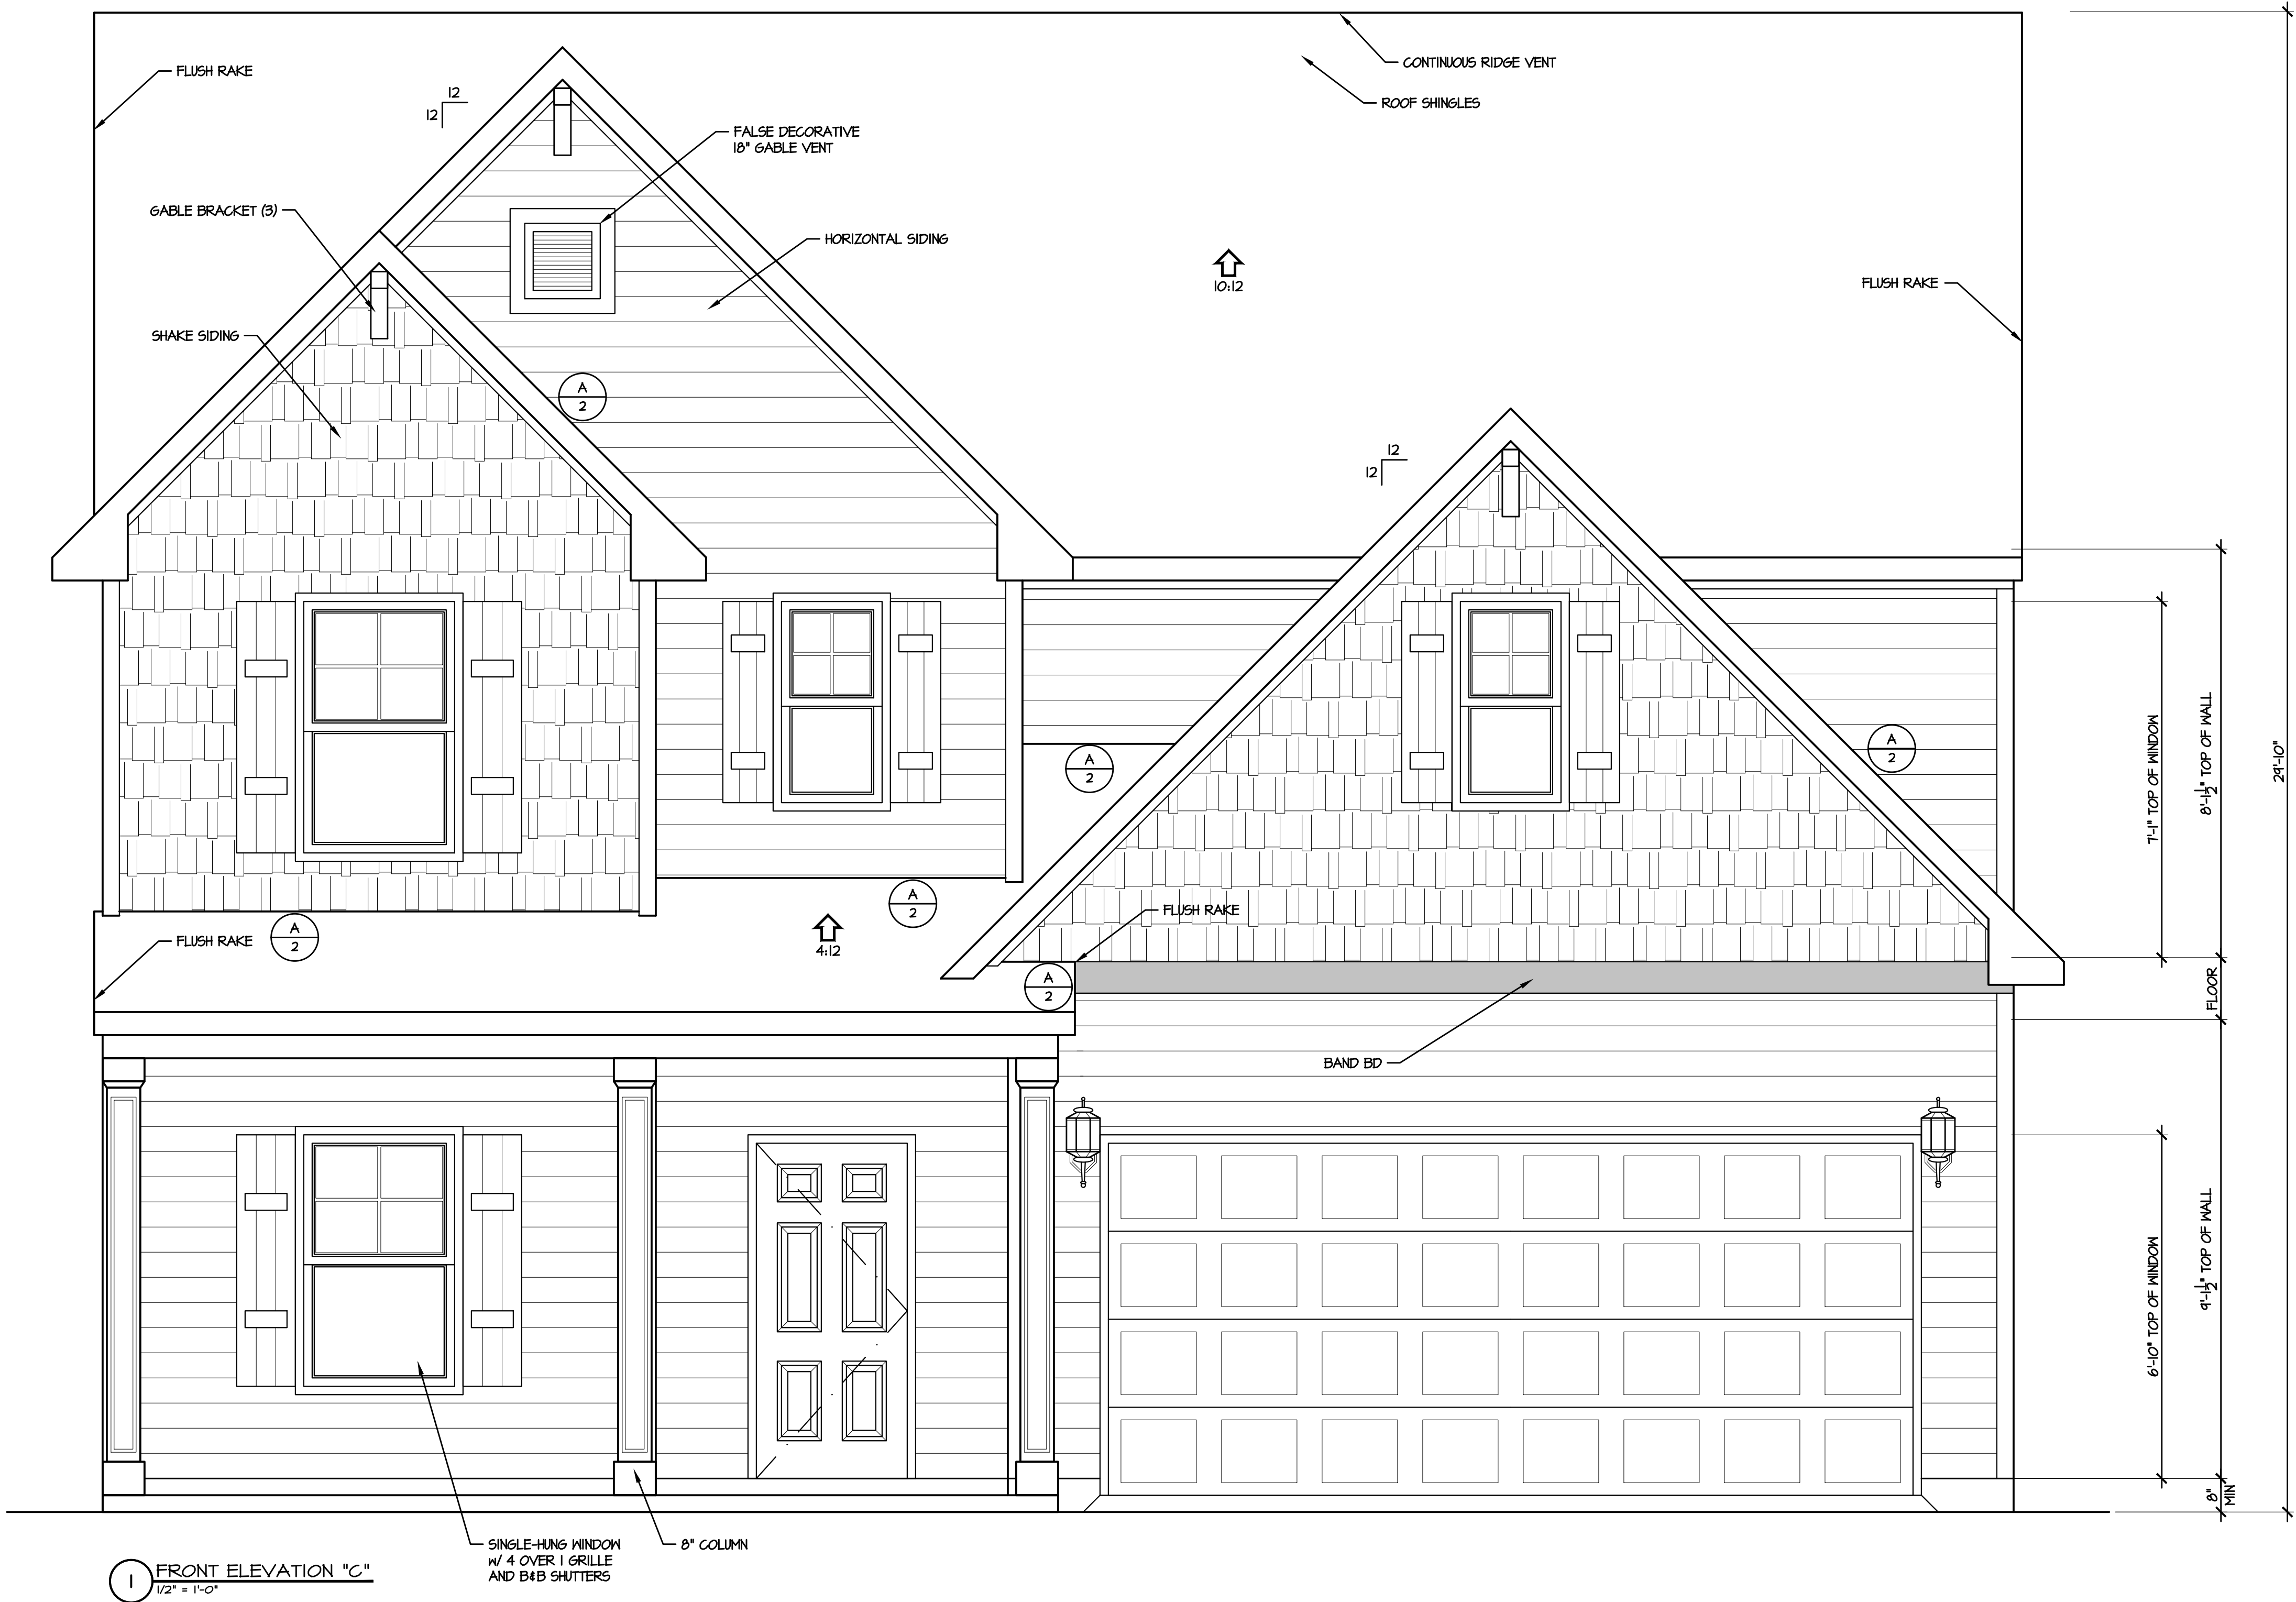 CONTINUOUS RIDGE VENT
FLUSH RAKE
ROOF SHINGLES
12
12
FALSE DECORATIVE
18" GABLE VENT
GABLE BRACKET (3)
HORIZONTAL SIDING
10:12
FLUSH RAKE
SHAKE SIDING
A
2
12
12
A
2
A
2
7'-1" TOP OF WINDOW
8'-1 1/2" TOP OF WALL
29'-10"
A
2
FLUSH RAKE
A
2
FLUSH RAKE
4:12
A
2
FLOOR
BAND BD
6'-10" TOP OF WINDOW
9'-1 1/2" TOP OF WALL
8"
MIN
SINGLE-HUNG WINDOW
w/ 4 OVER 1 GRILLE
AND B&B SHUTTERS
8" COLUMN
1
FRONT ELEVATION "C"
1/2" = 1'-0"